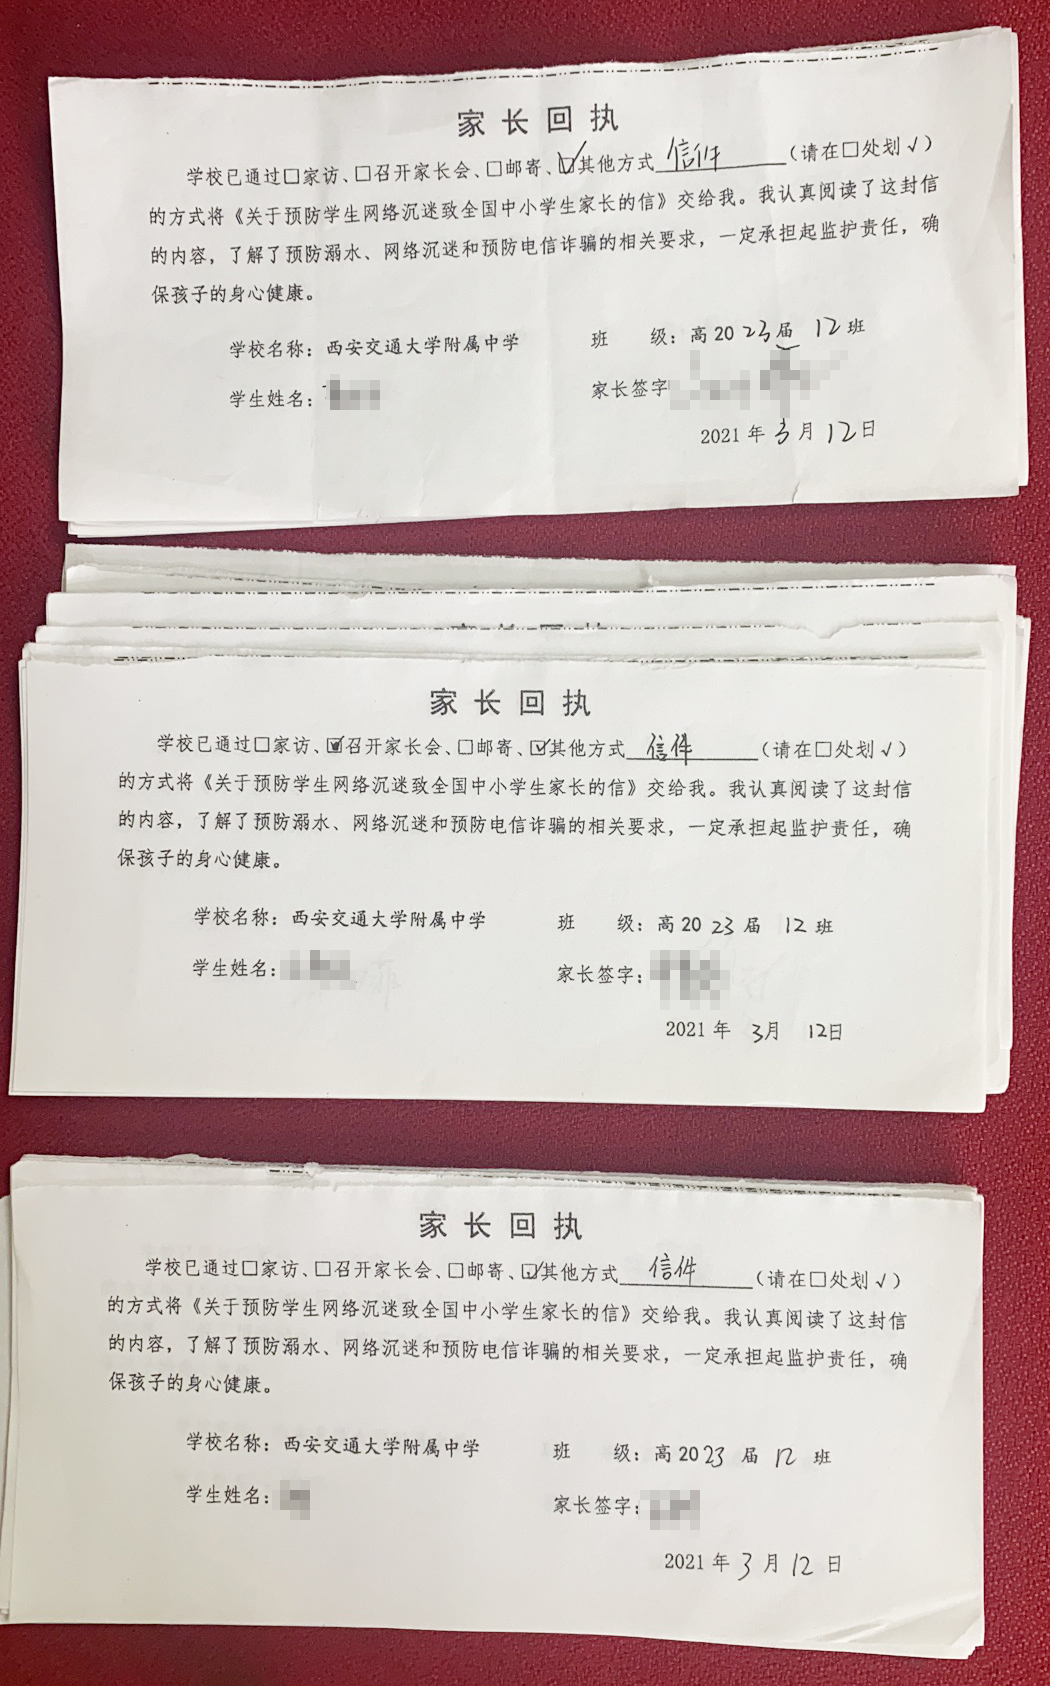 家长回执
学校已通过□家访、□召开家长会、□邮寄、☑其他方式 信件 （请在□处划√）
的方式将《关于预防学生网络沉迷致全国中小学生家长的信》交给我。我认真阅读了这封信
的内容，了解了预防溺水、网络沉迷和预防电信诈骗的相关要求，一定承担起监护责任，确
保孩子的身心健康。
学校名称：西安交通大学附属中学 班 级：高2023届 12班
学生姓名： 家长签字
2021年3月12日
家长回执
家长回执
学校已通过□家访、☑召开家长会、□邮寄、☑其他方式 信件 （请在□处划√）
的方式将《关于预防学生网络沉迷致全国中小学生家长的信》交给我。我认真阅读了这封信
的内容，了解了预防溺水、网络沉迷和预防电信诈骗的相关要求，一定承担起监护责任，确
保孩子的身心健康。
学校名称：西安交通大学附属中学 班 级：高2023届 12班
学生姓名： 家长签字：
2021年 3月 12日
家长回执
学校已通过□家访、□召开家长会、□邮寄、☑其他方式 信件 （请在□处划√）
的方式将《关于预防学生网络沉迷致全国中小学生家长的信》交给我。我认真阅读了这封信
的内容，了解了预防溺水、网络沉迷和预防电信诈骗的相关要求，一定承担起监护责任，确
保孩子的身心健康。
学校名称：西安交通大学附属中学 班 级：高2023届 12班
学生姓名： 家长签字：
2021年3月12日